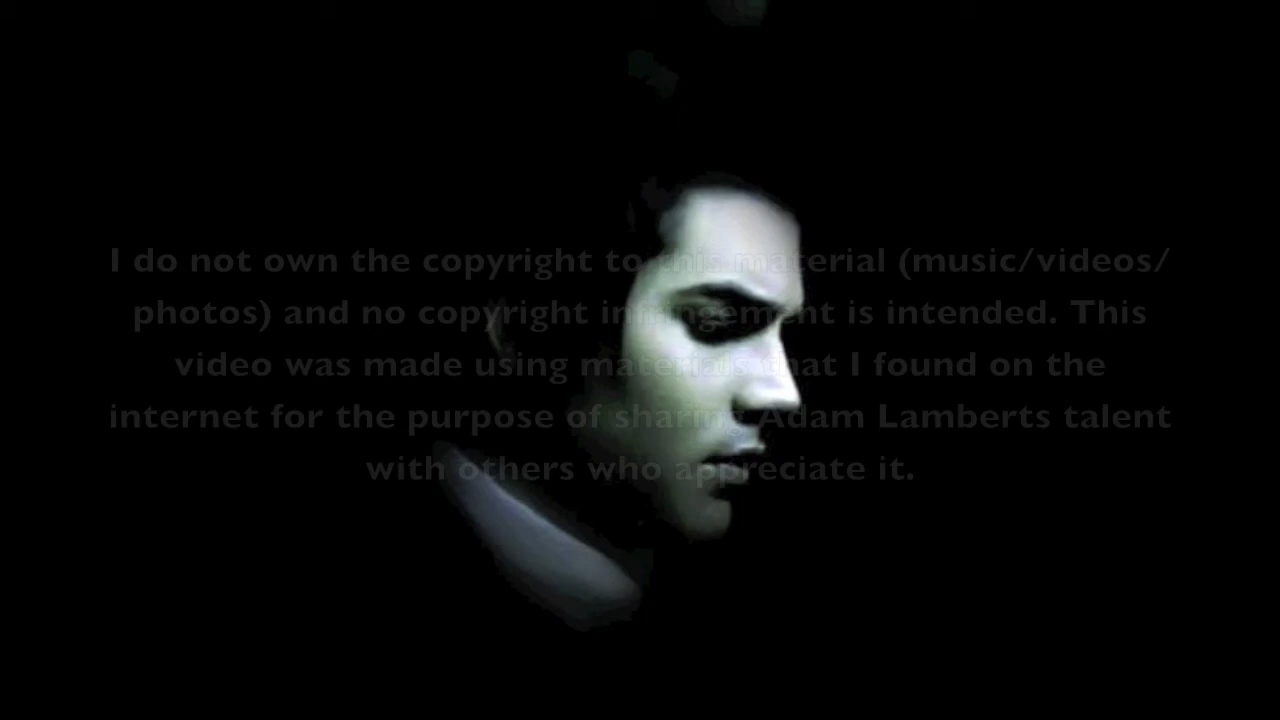 I do not own the copyright to this material (music/videos/
photos) and no copyright infringement is intended. This
video was made using materials that I found on the
internet for the purpose of sharing Adam Lamberts talent
with others who appreciate it.